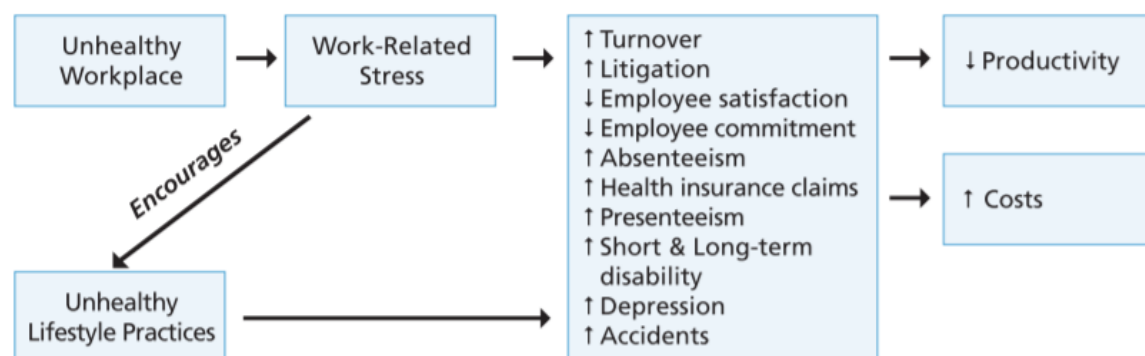 Unhealthy
Workplace
Work-Related
Stress
↑ Turnover
↑ Litigation
↓ Employee satisfaction
↓ Employee commitment
↑ Absenteeism
↑ Health insurance claims
↑ Presenteeism
↑ Short & Long-term
disability
↑ Depression
↑ Accidents
↓ Productivity
↑ Costs
Encourages
Unhealthy
Lifestyle Practices